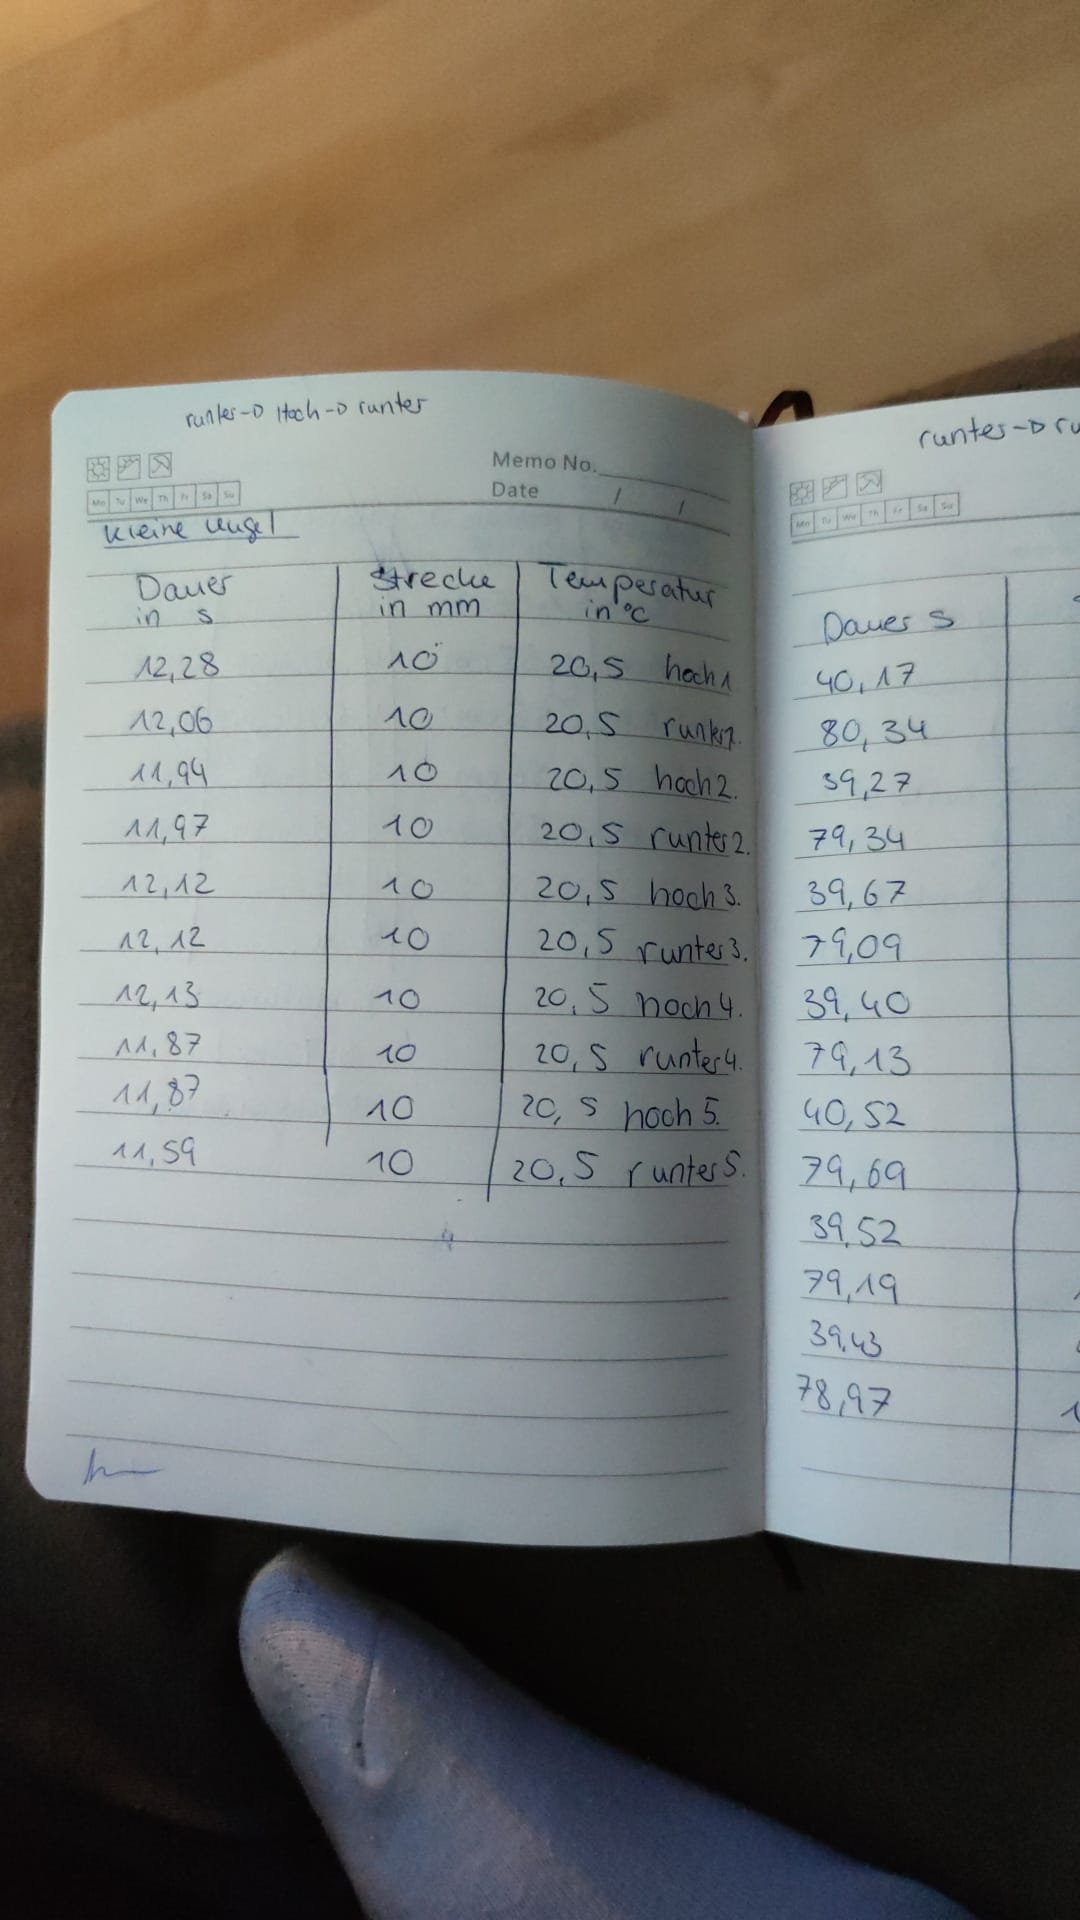 runter-D Hoch-D runter
Memo No.
Date / /
Mo Tu We Th Fr Sa Su
Kleine Kugel
Dauer in s Strecke in mm Temperatur in °C
12,28 10 20,5 hoch 1
12,06 10 20,5 runter 1.
11,94 10 20,5 hoch 2.
11,97 10 20,5 runter 2.
12,12 10 20,5 hoch 3.
12,12 10 20,5 runter 3.
12,13 10 20,5 hoch 4.
11,87 10 20,5 runter 4.
11,87 10 20,5 hoch 5.
11,59 10 20,5 runter 5.
runter-D ru
Mo Tu We Th Fr Sa Su
Dauer s
40,17
80,34
39,27
79,34
39,67
79,09
39,40
79,13
40,52
79,69
39,52
79,19
39,43
78,97